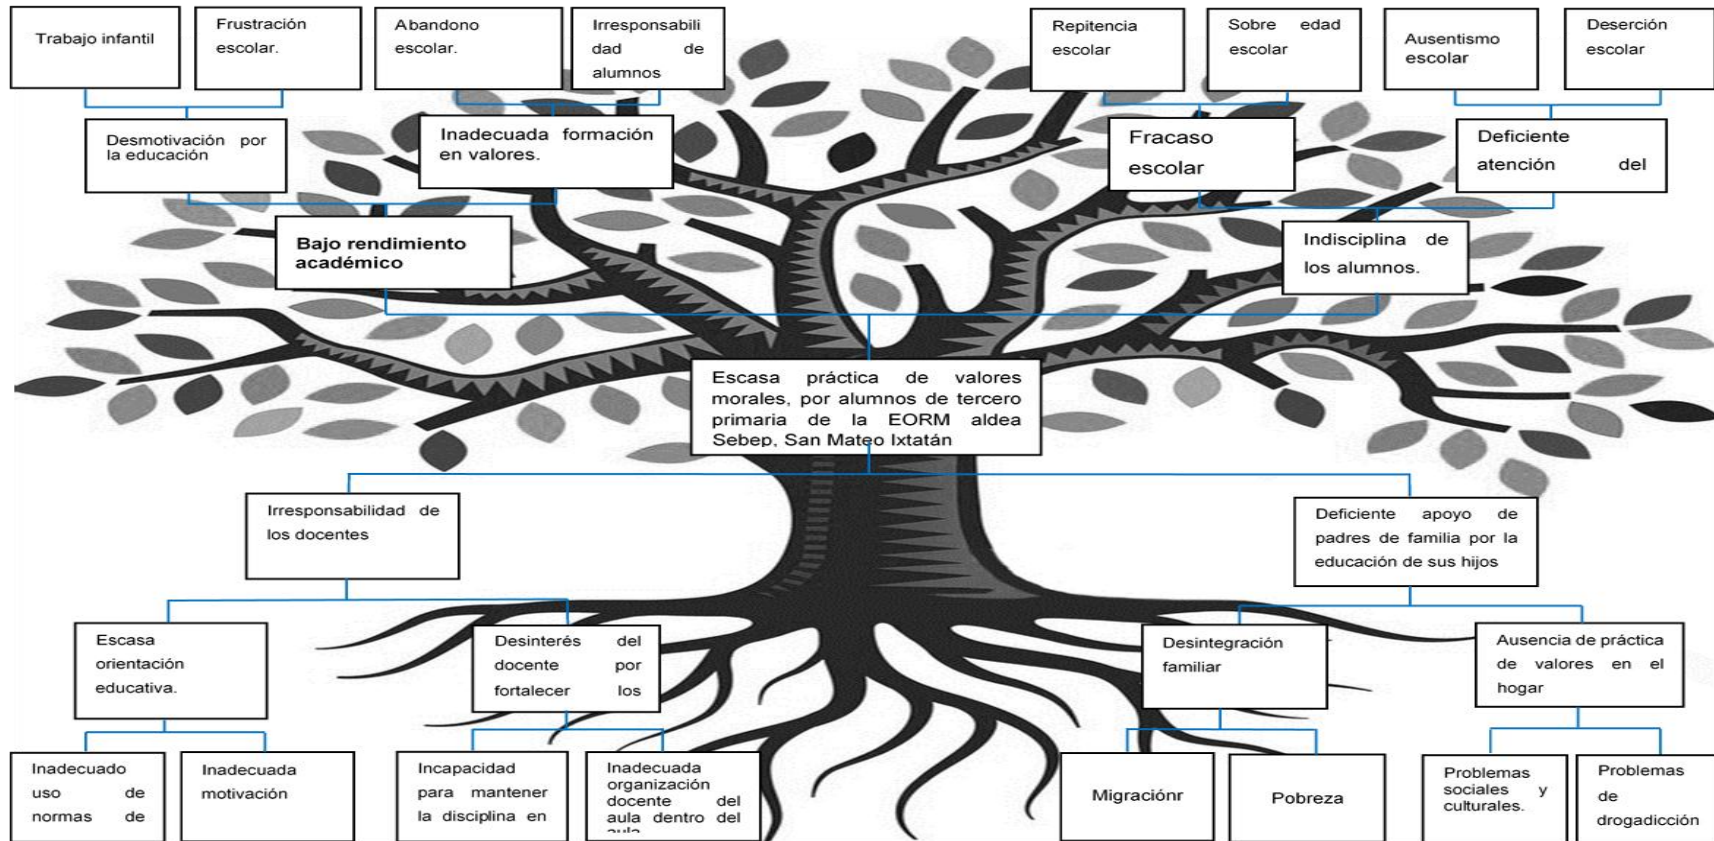 Trabajo infantil
Frustración
escolar.
Abandono
escolar.
Irresponsabili
dad de
alumnos
Repitencia
escolar
Sobre edad
escolar
Ausentismo
escolar
Deserción
escolar
Desmotivación por
la educación
Inadecuada formación
en valores.
Fracaso
escolar
Deficiente
atención del
Bajo rendimiento
académico
Indisciplina de
los alumnos.
Escasa práctica de valores
morales, por alumnos de tercero
primaria de la EORM aldea
Sebep, San Mateo Ixtatán
Irresponsabilidad de
los docentes
Deficiente apoyo de
padres de familia por la
educación de sus hijos
Escasa
orientación
educativa.
Desinterés del
docente por
fortalecer los
Desintegración
familiar
Ausencia de práctica
de valores en el
hogar
Inadecuado
uso de
normas de
Inadecuada
motivación
Incapacidad
para mantener
la disciplina en
Inadecuada
organización
docente del
aula dentro del
aula
Migraciónr
Pobreza
Problemas
sociales y
culturales.
Problemas
de
drogadicción